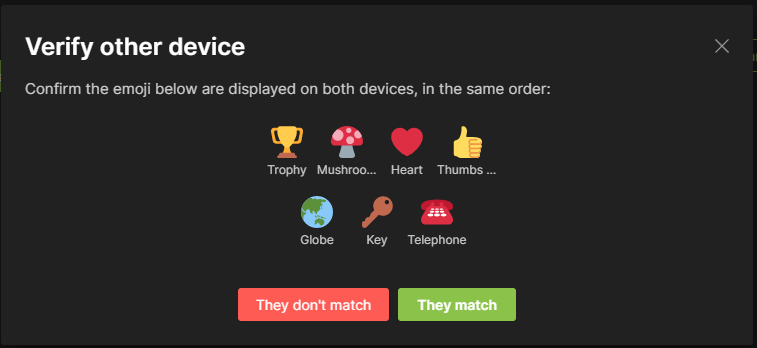 Verify other device
Confirm the emoji below are displayed on both devices, in the same order:
Trophy Mushroo... Heart Thumbs ...
Globe Key Telephone
They don't match They match